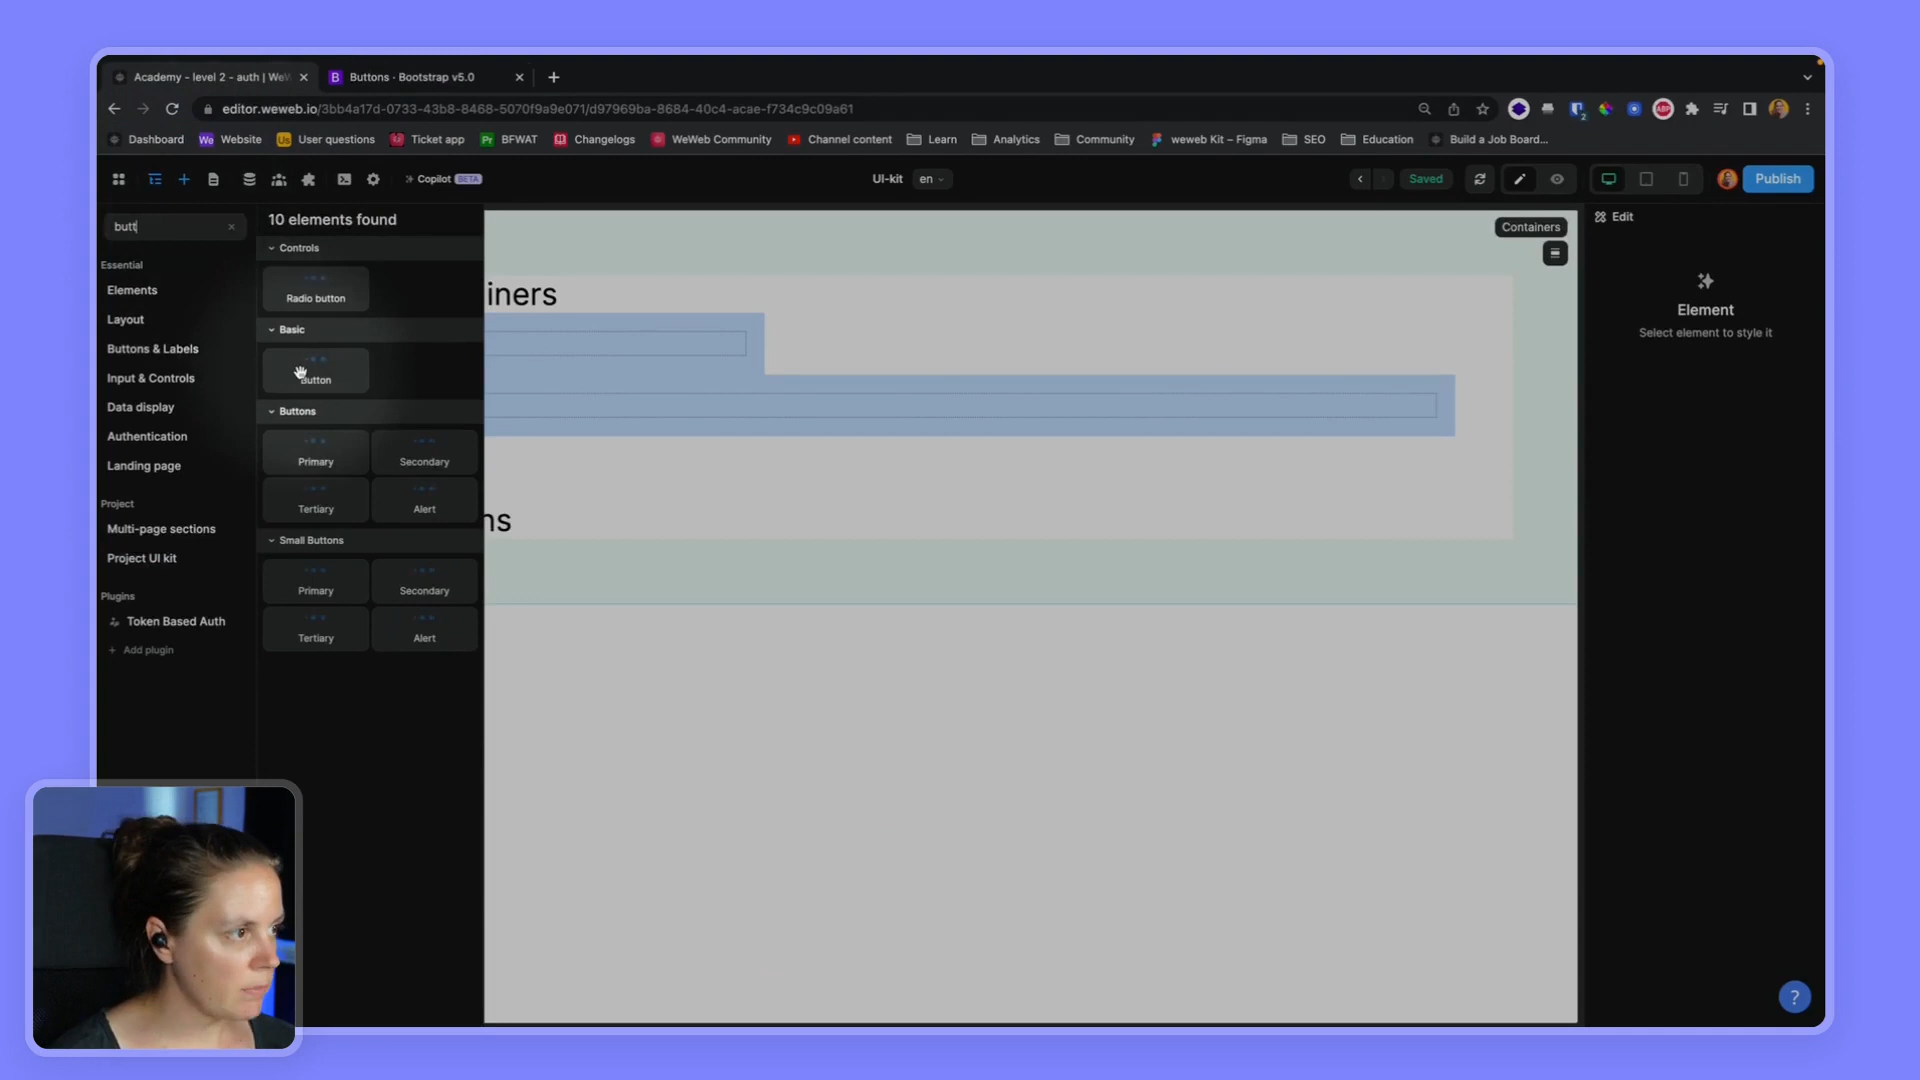 Academy - level 2 - auth | WeW
Buttons · Bootstrap v5.0
editor.weweb.io/3bb4a17d-0733-43b8-8468-5070f9a9e071/d97969ba-8684-40c4-acae-f734c9c09a61
Dashboard
We Website
Us User questions
Ticket app
Pr BFWAT
Changelogs
WeWeb Community
Channel content
Learn
Analytics
Community
weweb Kit – Figma
SEO
Education
Build a Job Board...
Copilot BETA
UI-kit
en
Saved
Publish
butt
10 elements found
Controls
Radio button
Basic
Button
Buttons
Primary
Secondary
Tertiary
Alert
Small Buttons
Primary
Secondary
Tertiary
Alert
Essential
Elements
Layout
Buttons & Labels
Input & Controls
Data display
Authentication
Landing page
Project
Multi-page sections
Project UI kit
Plugins
Token Based Auth
+ Add plugin
iners
ns
Containers
Edit
Element
Select element to style it
?